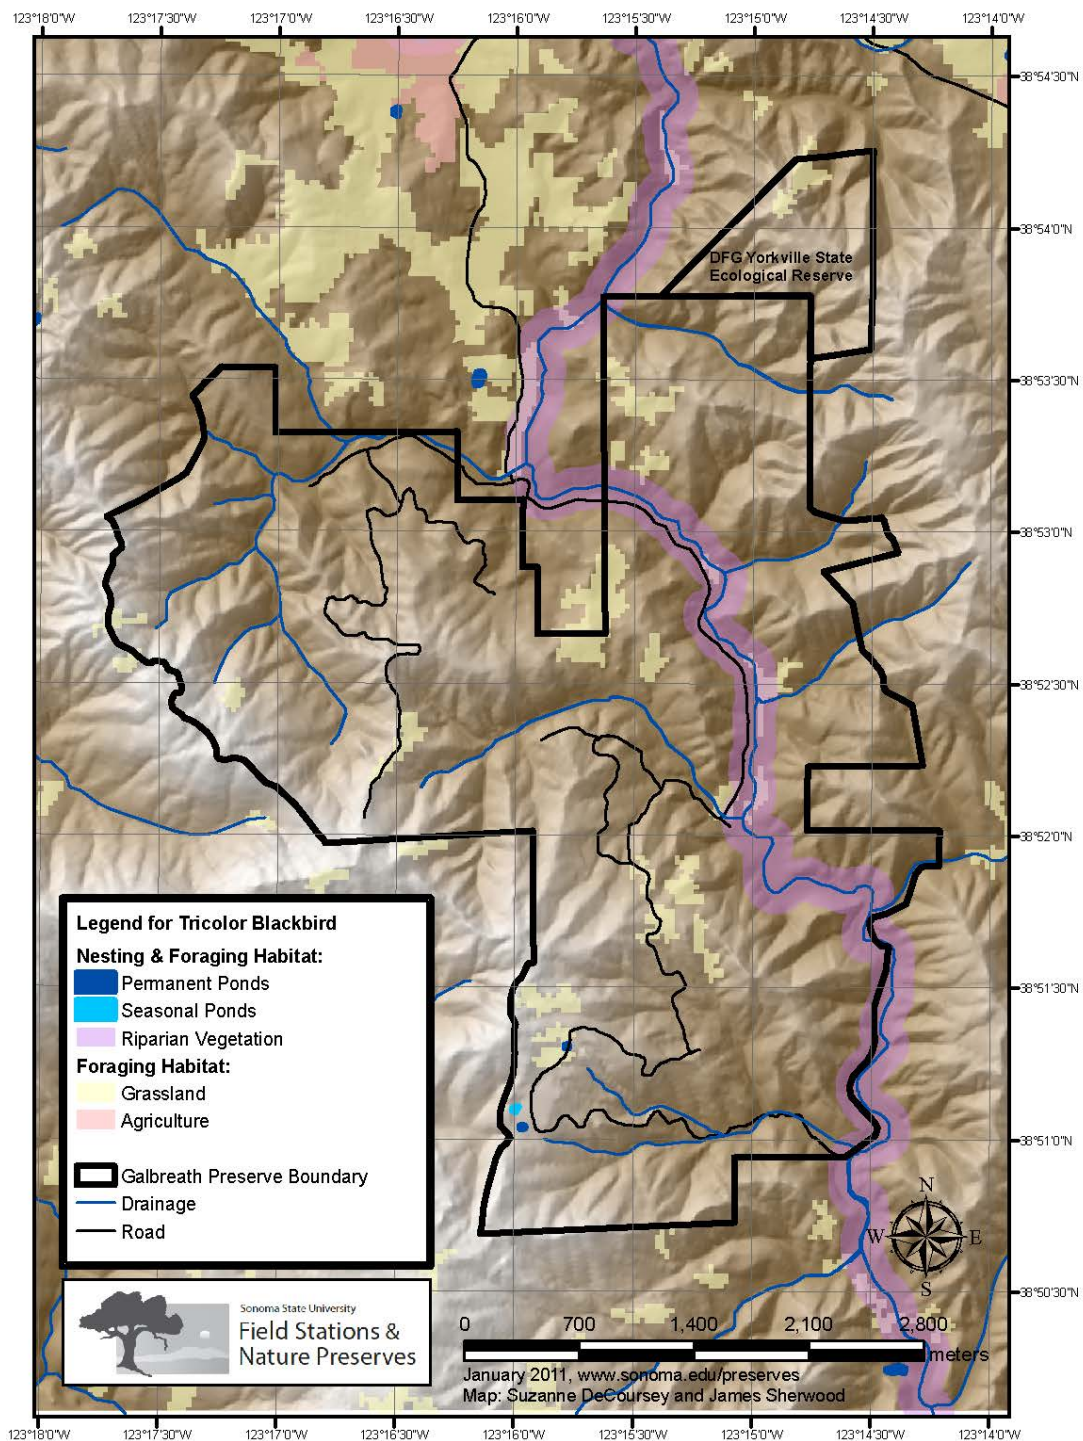 123°18'0"W 123°17'30"W 123°17'0"W 123°16'30"W 123°16'0"W 123°15'30"W 123°15'0"W 123°14'30"W 123°14'0"W
38°54'30"N
38°54'0"N
DFG Yorkville State
Ecological Reserve
38°53'30"N
38°53'0"N
38°52'30"N
38°52'0"N
Legend for Tricolor Blackbird
Nesting & Foraging Habitat:
Permanent Ponds
Seasonal Ponds
Riparian Vegetation
Foraging Habitat:
Grassland
Agriculture
Galbreath Preserve Boundary
Drainage
Road
38°51'30"N
38°51'0"N
N
W E
S
38°50'30"N
Sonoma State University
Field Stations &
Nature Preserves
0 700 1,400 2,100 2,800
meters
January 2011, www.sonoma.edu/preserves
Map: Suzanne DeCoursey and James Sherwood
123°18'0"W 123°17'30"W 123°17'0"W 123°16'30"W 123°16'0"W 123°15'30"W 123°15'0"W 123°14'30"W 123°14'0"W